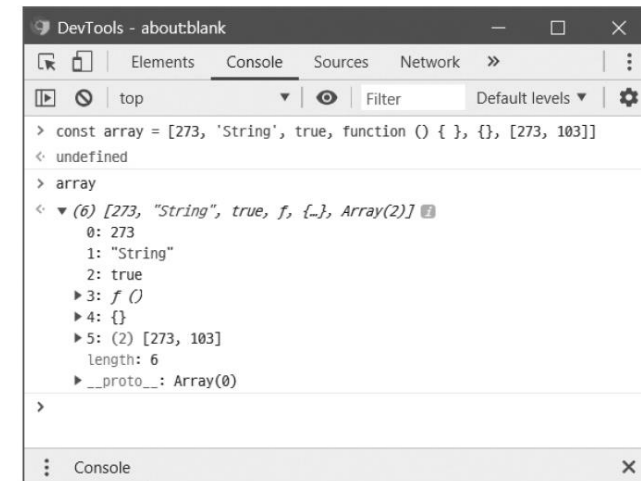 DevTools - about:blank
Elements Console Sources Network »
top ▼ Filter Default levels ▼
> const array = [273, 'String', true, function () { }, {}, [273, 103]]
<· undefined
> array
<· ▼ (6) [273, "String", true, ƒ, {…}, Array(2)] i
0: 273
1: "String"
2: true
▶ 3: ƒ ()
▶ 4: {}
▶ 5: (2) [273, 103]
length: 6
▶ __proto__: Array(0)
>
Console